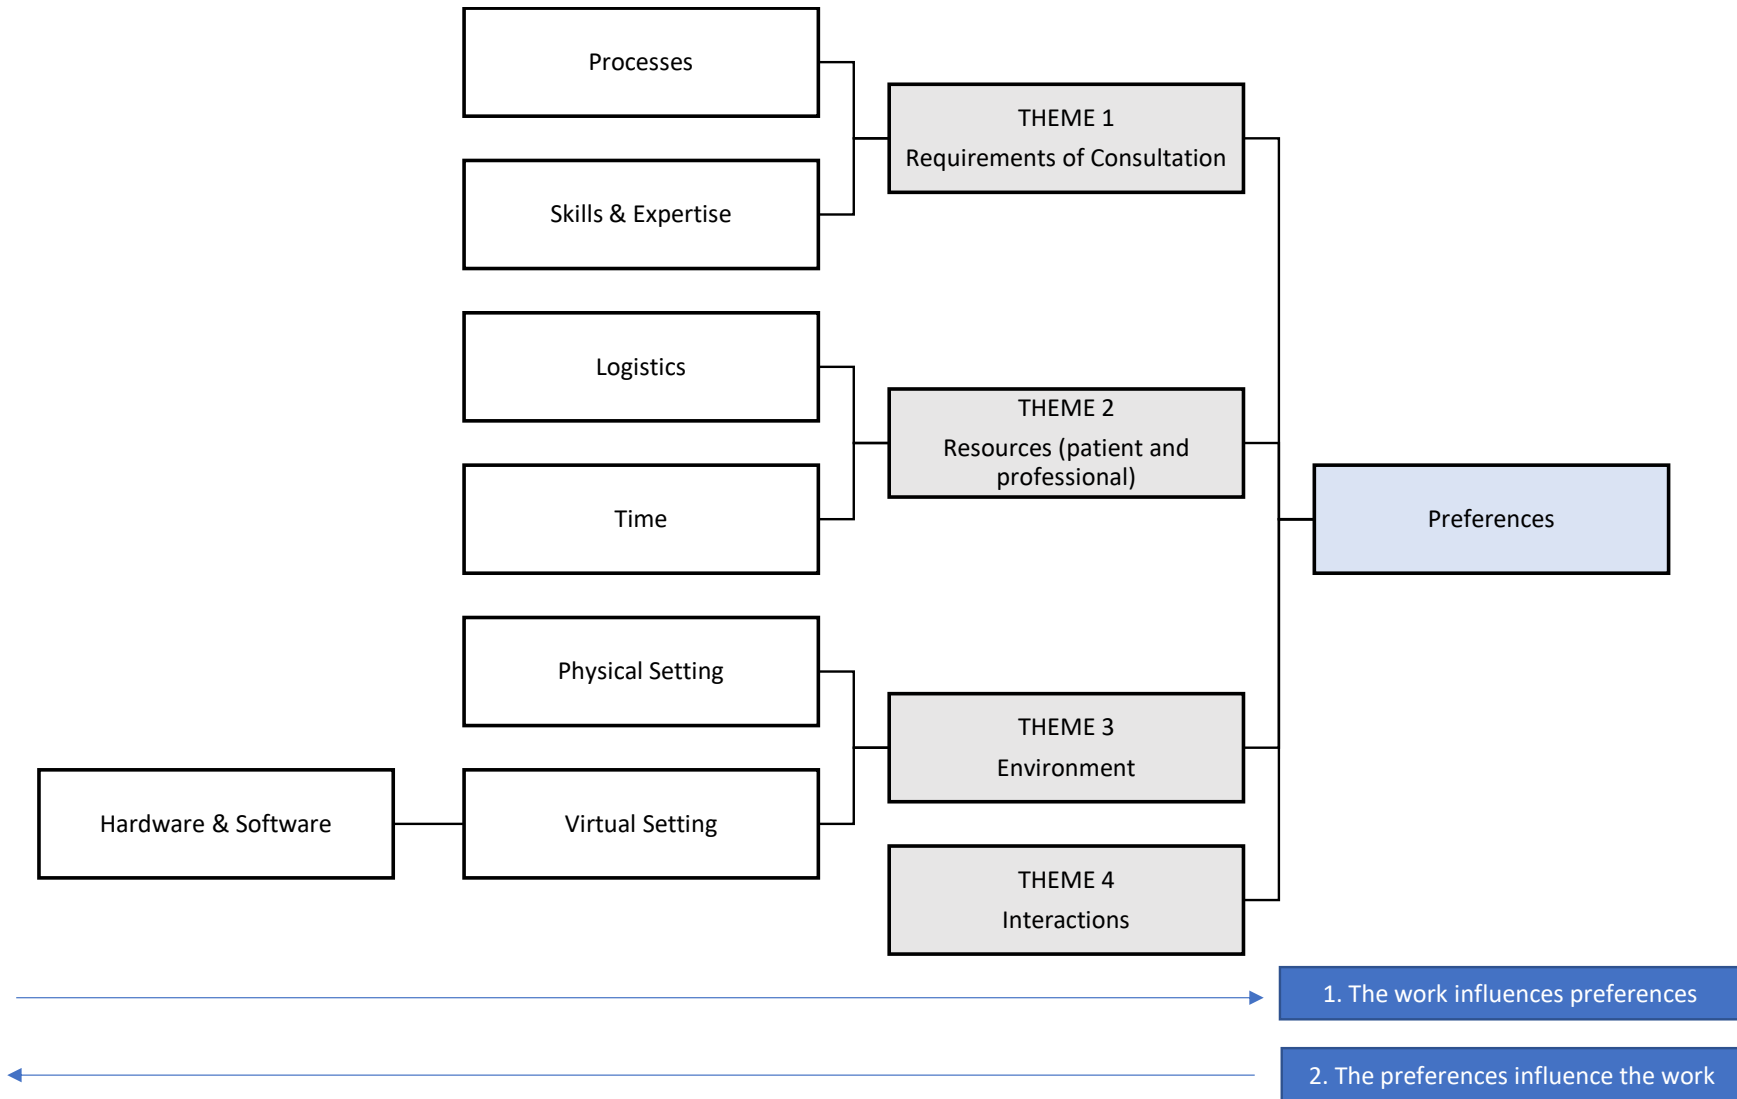 Processes
THEME 1
Requirements of Consultation
Skills & Expertise
Logistics
THEME 2
Resources (patient and
professional)
Time
Preferences
Physical Setting
THEME 3
Environment
Hardware & Software
Virtual Setting
THEME 4
Interactions
1. The work influences preferences
2. The preferences influence the work